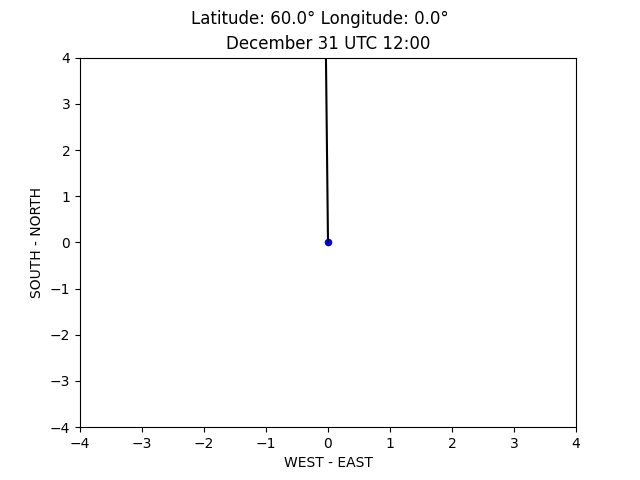 Latitude: 60.0° Longitude: 0.0°
December 31 UTC 12:00
4
3
2
1
0
−1
−2
−3
−4
SOUTH - NORTH
−4 −3 −2 −1 0 1 2 3 4
WEST - EAST